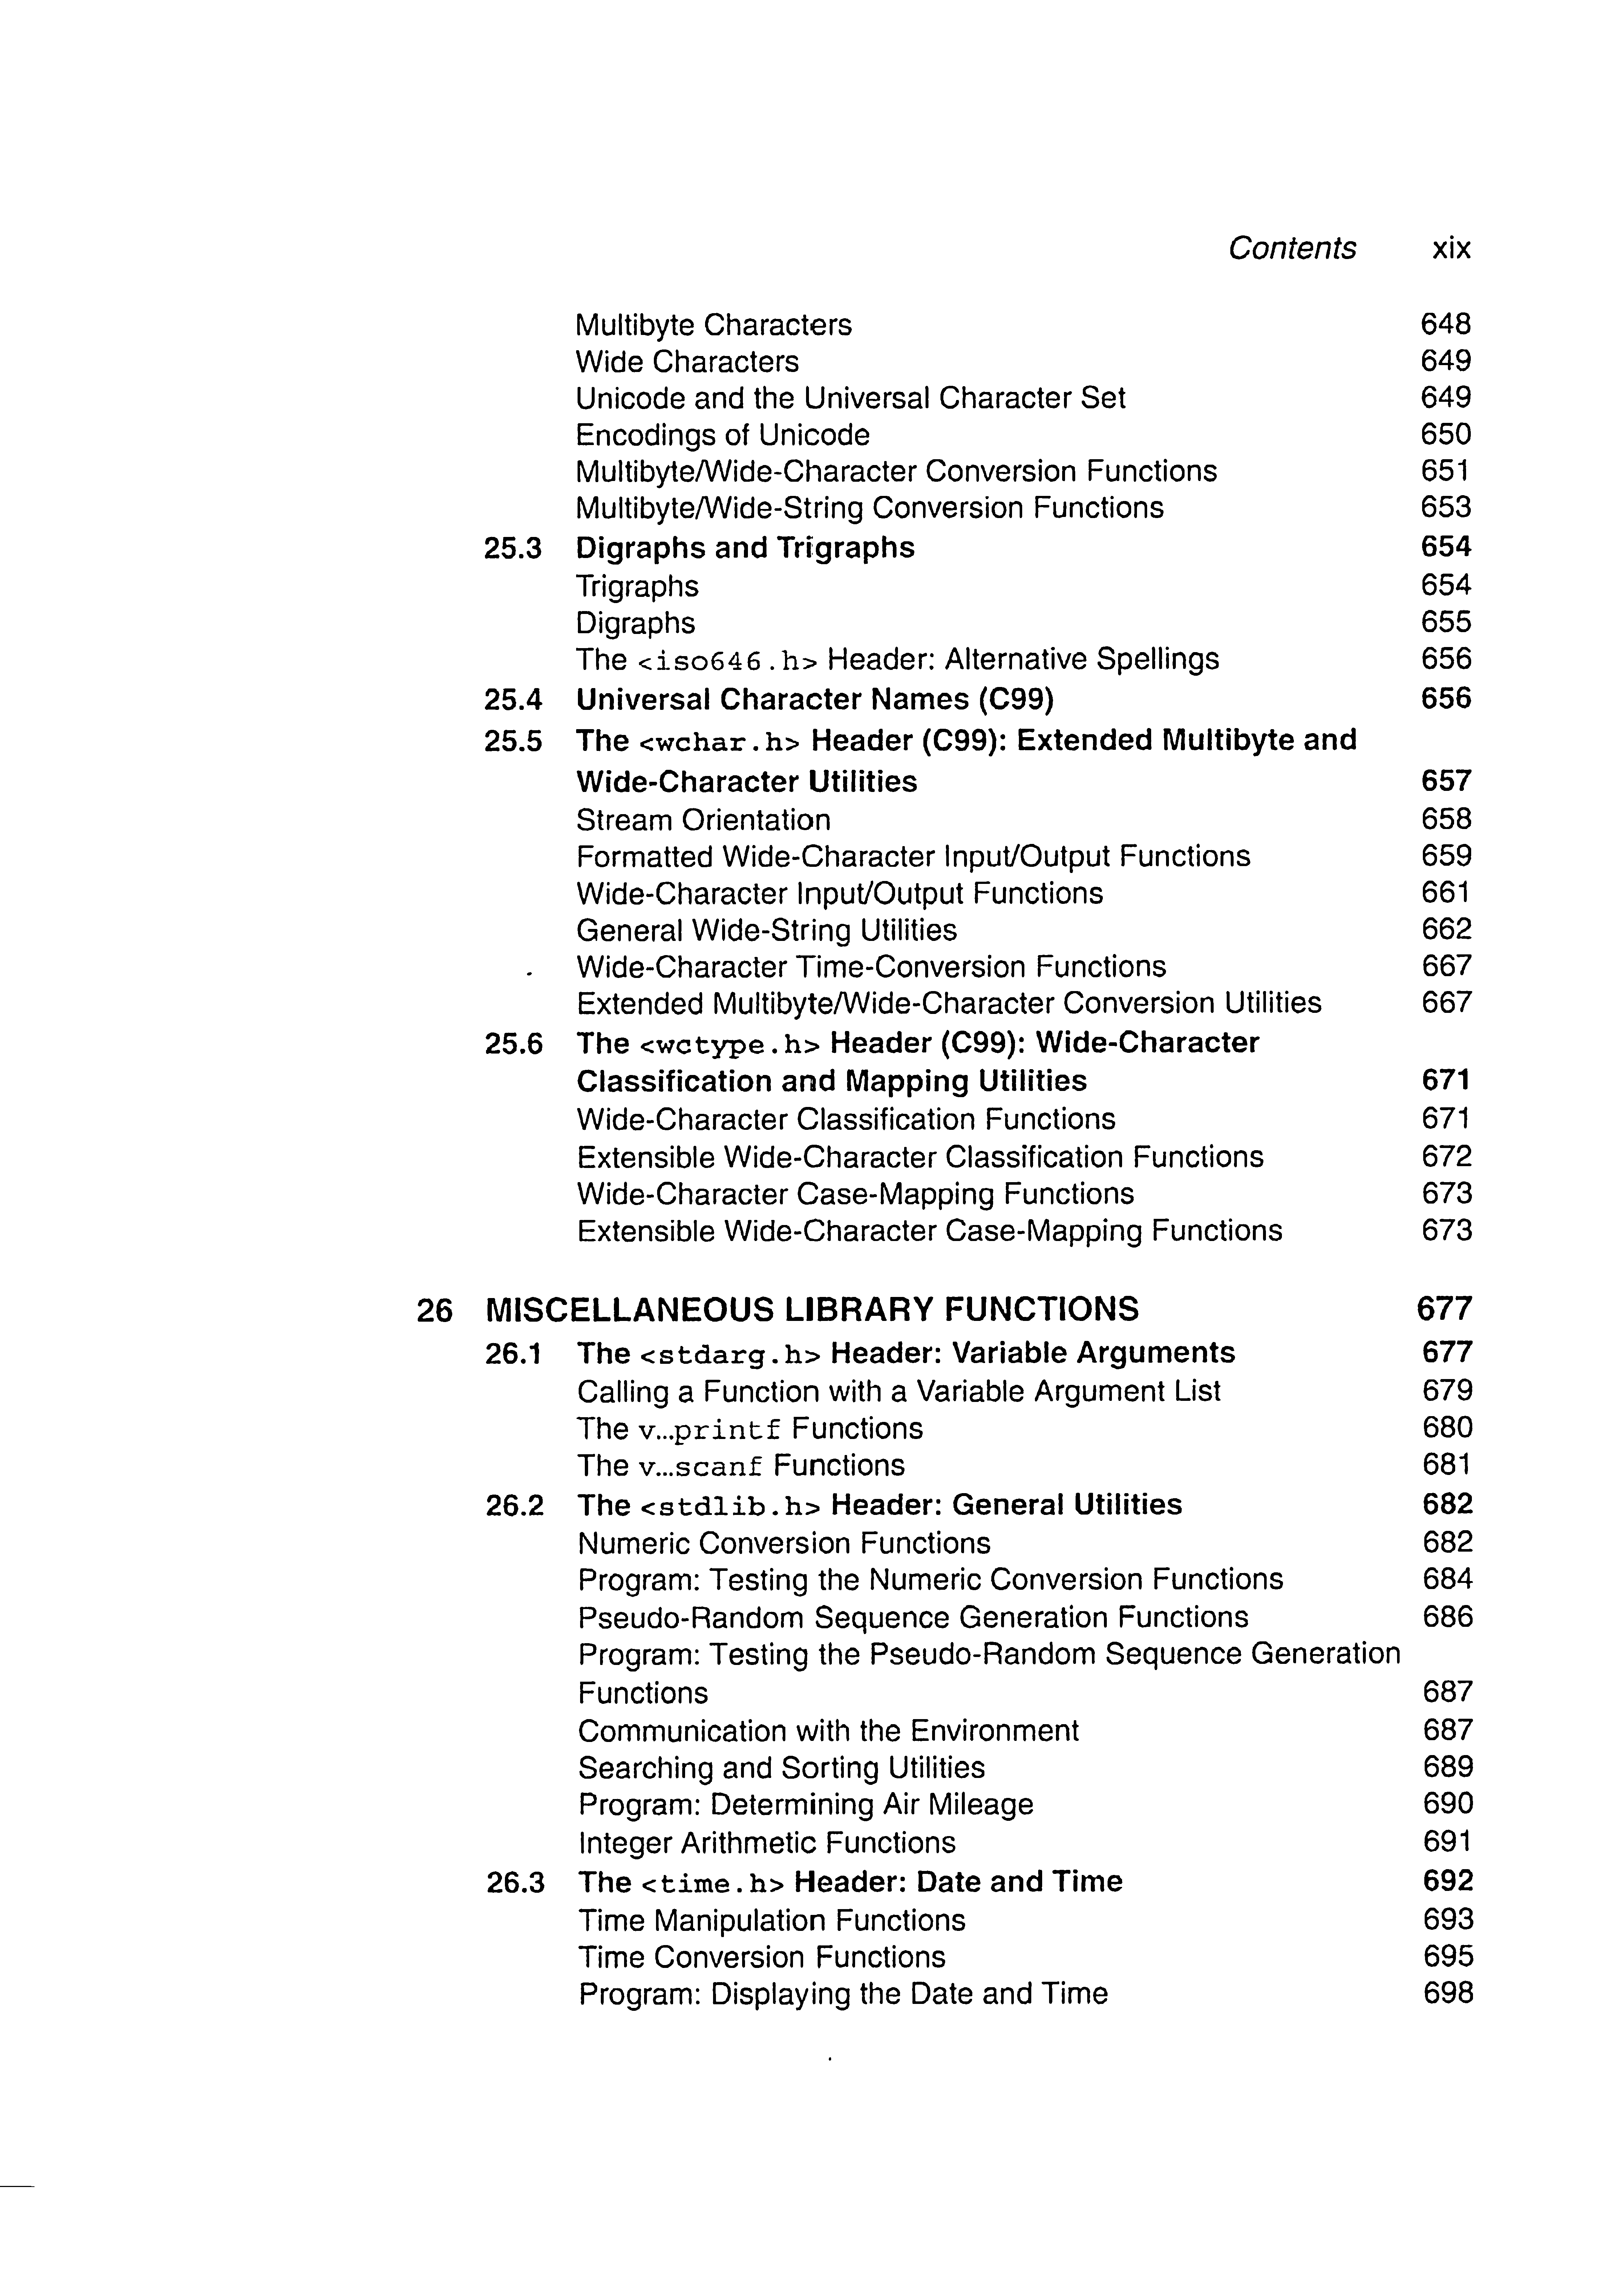 Contents xix
Multibyte Characters 648
Wide Characters 649
Unicode and the Universal Character Set 649
Encodings of Unicode 650
Multibyte/Wide-Character Conversion Functions 651
Multibyte/Wide-String Conversion Functions 653
25.3 Digraphs and Trigraphs 654
Trigraphs 654
Digraphs 655
The <iso646.h> Header: Alternative Spellings 656
25.4 Universal Character Names (C99) 656
25.5 The <wchar.h> Header (C99): Extended Multibyte and
Wide-Character Utilities 657
Stream Orientation 658
Formatted Wide-Character Input/Output Functions 659
Wide-Character Input/Output Functions 661
General Wide-String Utilities 662
Wide-Character Time-Conversion Functions 667
Extended Multibyte/Wide-Character Conversion Utilities 667
25.6 The <wctype.h> Header (C99): Wide-Character
Classification and Mapping Utilities 671
Wide-Character Classification Functions 671
Extensible Wide-Character Classification Functions 672
Wide-Character Case-Mapping Functions 673
Extensible Wide-Character Case-Mapping Functions 673
26 MISCELLANEOUS LIBRARY FUNCTIONS 677
26.1 The <stdarg.h> Header: Variable Arguments 677
Calling a Function with a Variable Argument List 679
The v...printf Functions 680
The v...scanf Functions 681
26.2 The <stdlib.h> Header: General Utilities 682
Numeric Conversion Functions 682
Program: Testing the Numeric Conversion Functions 684
Pseudo-Random Sequence Generation Functions 686
Program: Testing the Pseudo-Random Sequence Generation
Functions 687
Communication with the Environment 687
Searching and Sorting Utilities 689
Program: Determining Air Mileage 690
Integer Arithmetic Functions 691
26.3 The <time.h> Header: Date and Time 692
Time Manipulation Functions 693
Time Conversion Functions 695
Program: Displaying the Date and Time 698